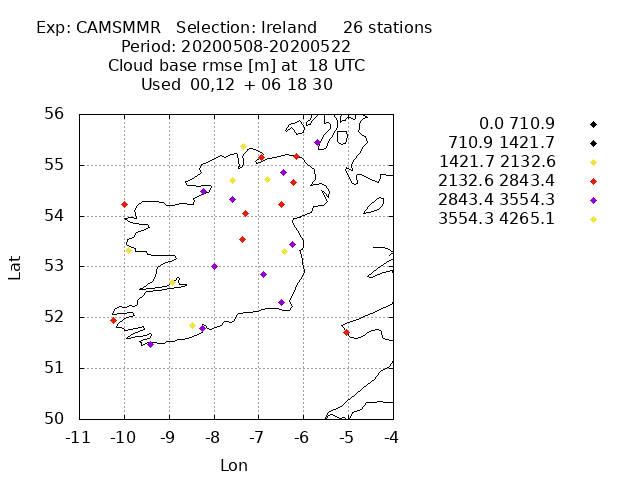 Exp: CAMSMMR   Selection: Ireland     26 stations
Period: 20200508-20200522
Cloud base rmse [m] at  18 UTC
Used  00,12  + 06 18 30
56
55
54
53
52
51
50
-11 -10 -9 -8 -7 -6 -5 -4
Lat
Lon
0.0 710.9
710.9 1421.7
1421.7 2132.6
2132.6 2843.4
2843.4 3554.3
3554.3 4265.1